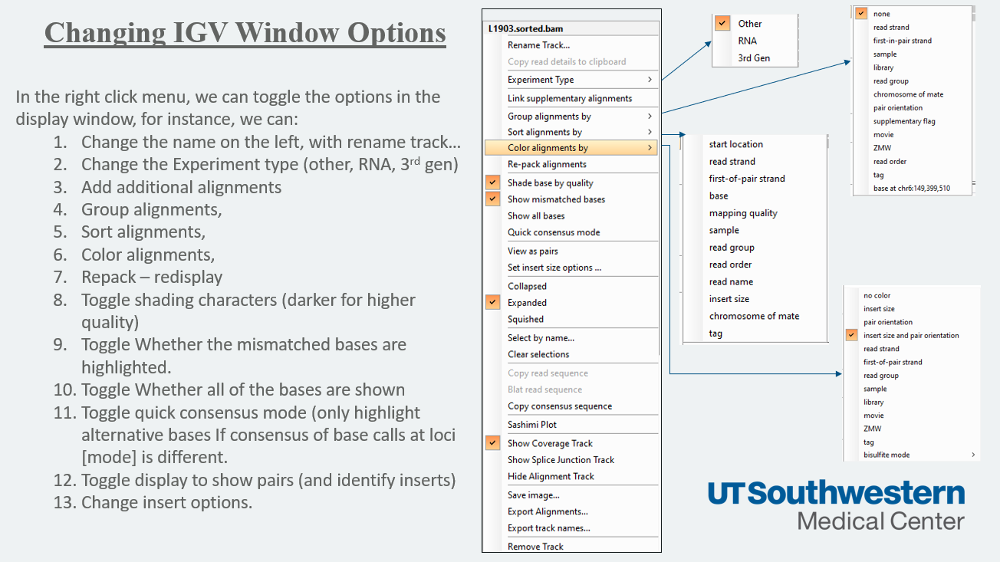 Changing IGV Window Options
In the right click menu, we can toggle the options in the
display window, for instance, we can:
1. Change the name on the left, with rename track...
2. Change the Experiment type (other, RNA, 3rd gen)
3. Add additional alignments
4. Group alignments,
5. Sort alignments,
6. Color alignments,
7. Repack – redisplay
8. Toggle shading characters (darker for higher
quality)
9. Toggle Whether the mismatched bases are
highlighted.
10. Toggle Whether all of the bases are shown
11. Toggle quick consensus mode (only highlight
alternative bases If consensus of base calls at loci
[mode] is different.
12. Toggle display to show pairs (and identify inserts)
13. Change insert options.
L1903.sorted.bam
Rename Track...
Copy read details to clipboard
Experiment Type
Link supplementary alignments
Group alignments by
Sort alignments by
Color alignments by
Re-pack alignments
Shade base by quality
Show mismatched bases
Show all bases
Quick consensus mode
View as pairs
Set insert size options ...
Collapsed
Expanded
Squished
Select by name...
Clear selections
Copy read sequence
Blat read sequence
Copy consensus sequence
Sashimi Plot
Show Coverage Track
Show Splice Junction Track
Hide Alignment Track
Save image...
Export Alignments...
Export track names...
Remove Track
Other
RNA
3rd Gen
none
read strand
first-in-pair strand
sample
library
read group
chromosome of mate
pair orientation
supplementary flag
movie
ZMW
read order
tag
base at chr6:149,399,510
start location
read strand
first-of-pair strand
base
mapping quality
sample
read group
read order
read name
insert size
chromosome of mate
tag
no color
insert size
pair orientation
insert size and pair orientation
read strand
first-of-pair strand
read group
sample
library
movie
ZMW
tag
bisulfite mode
UTSouthwestern
Medical Center